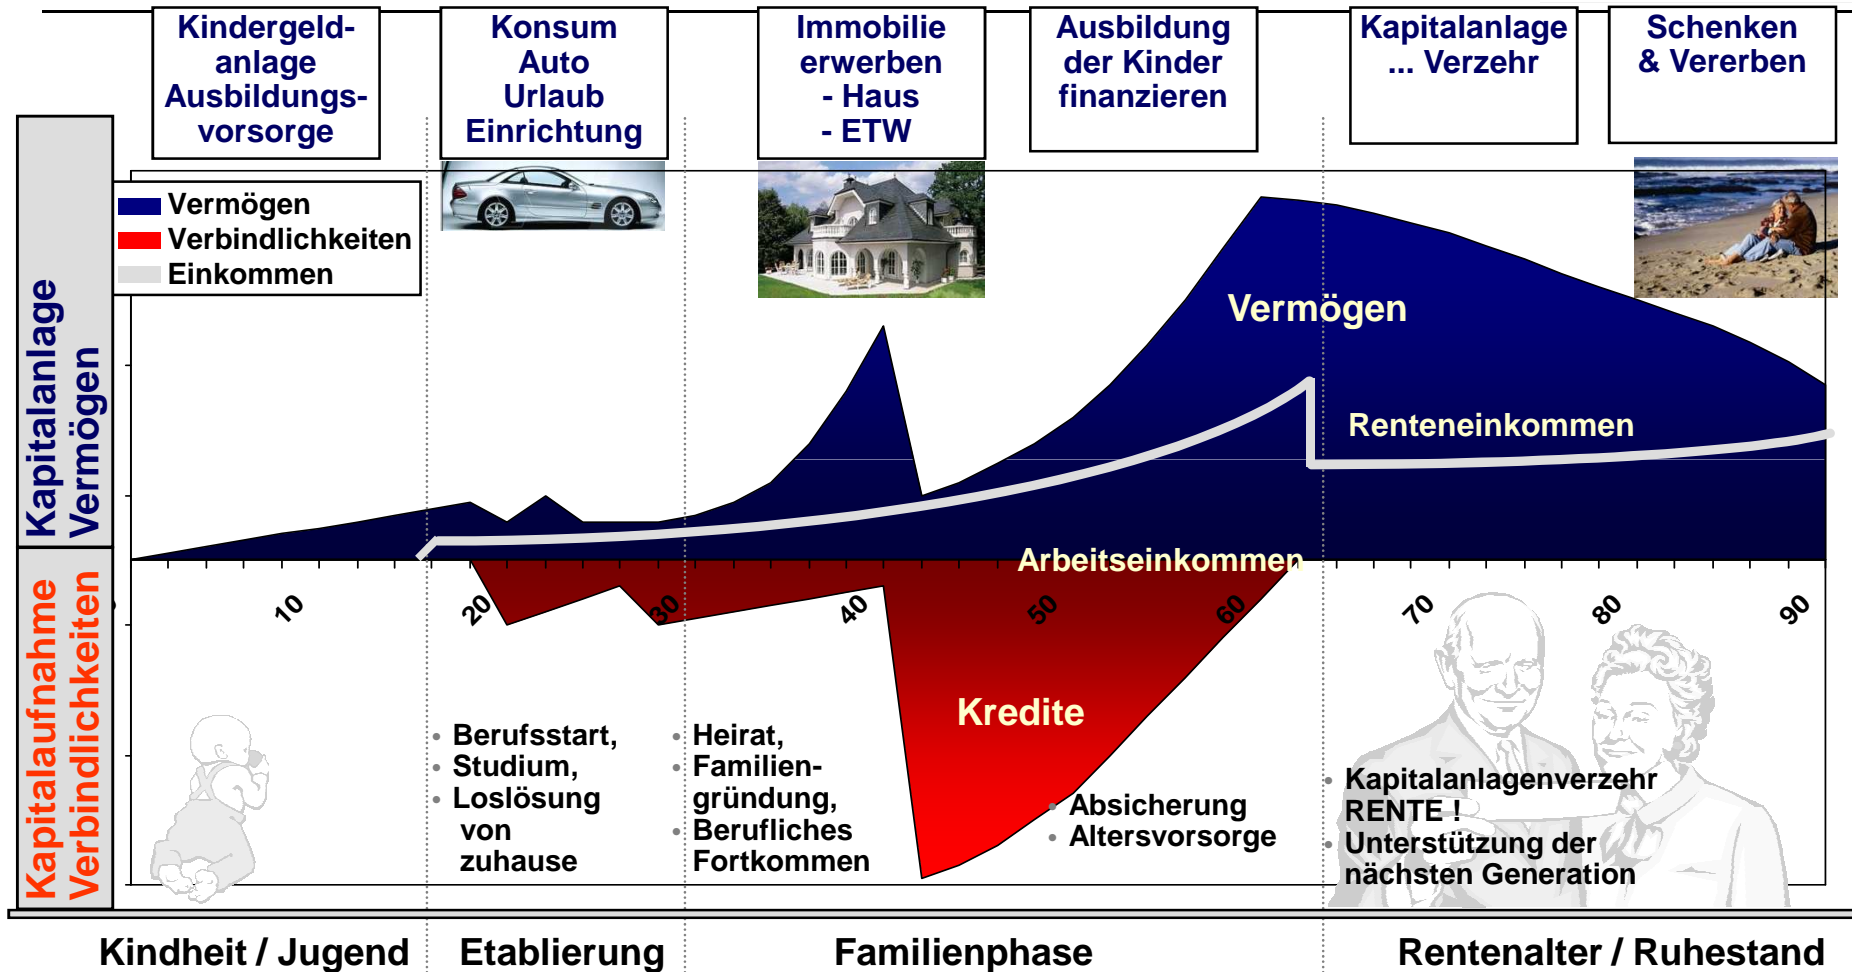 Kindergeld-
anlage
Ausbildungs-
vorsorge
Konsum
Auto
Urlaub
Einrichtung
Immobilie
erwerben
- Haus
- ETW
Ausbildung
der Kinder
finanzieren
Kapitalanlage
... Verzehr
Schenken
& Vererben
Kapitalanlage
Vermögen
Kapitalaufnahme
Verbindlichkeiten
Vermögen
Verbindlichkeiten
Einkommen
Vermögen
Renteneinkommen
Arbeitseinkommen
10
20
30
40
50
60
70
80
90
Kredite
• Berufsstart,
• Studium,
• Loslösung
von
zuhause
• Heirat,
• Familien-
gründung,
• Berufliches
Fortkommen
• Absicherung
• Altersvorsorge
• Kapitalanlagenverzehr
RENTE !
• Unterstützung der
nächsten Generation
Kindheit / Jugend
Etablierung
Familienphase
Rentenalter / Ruhestand